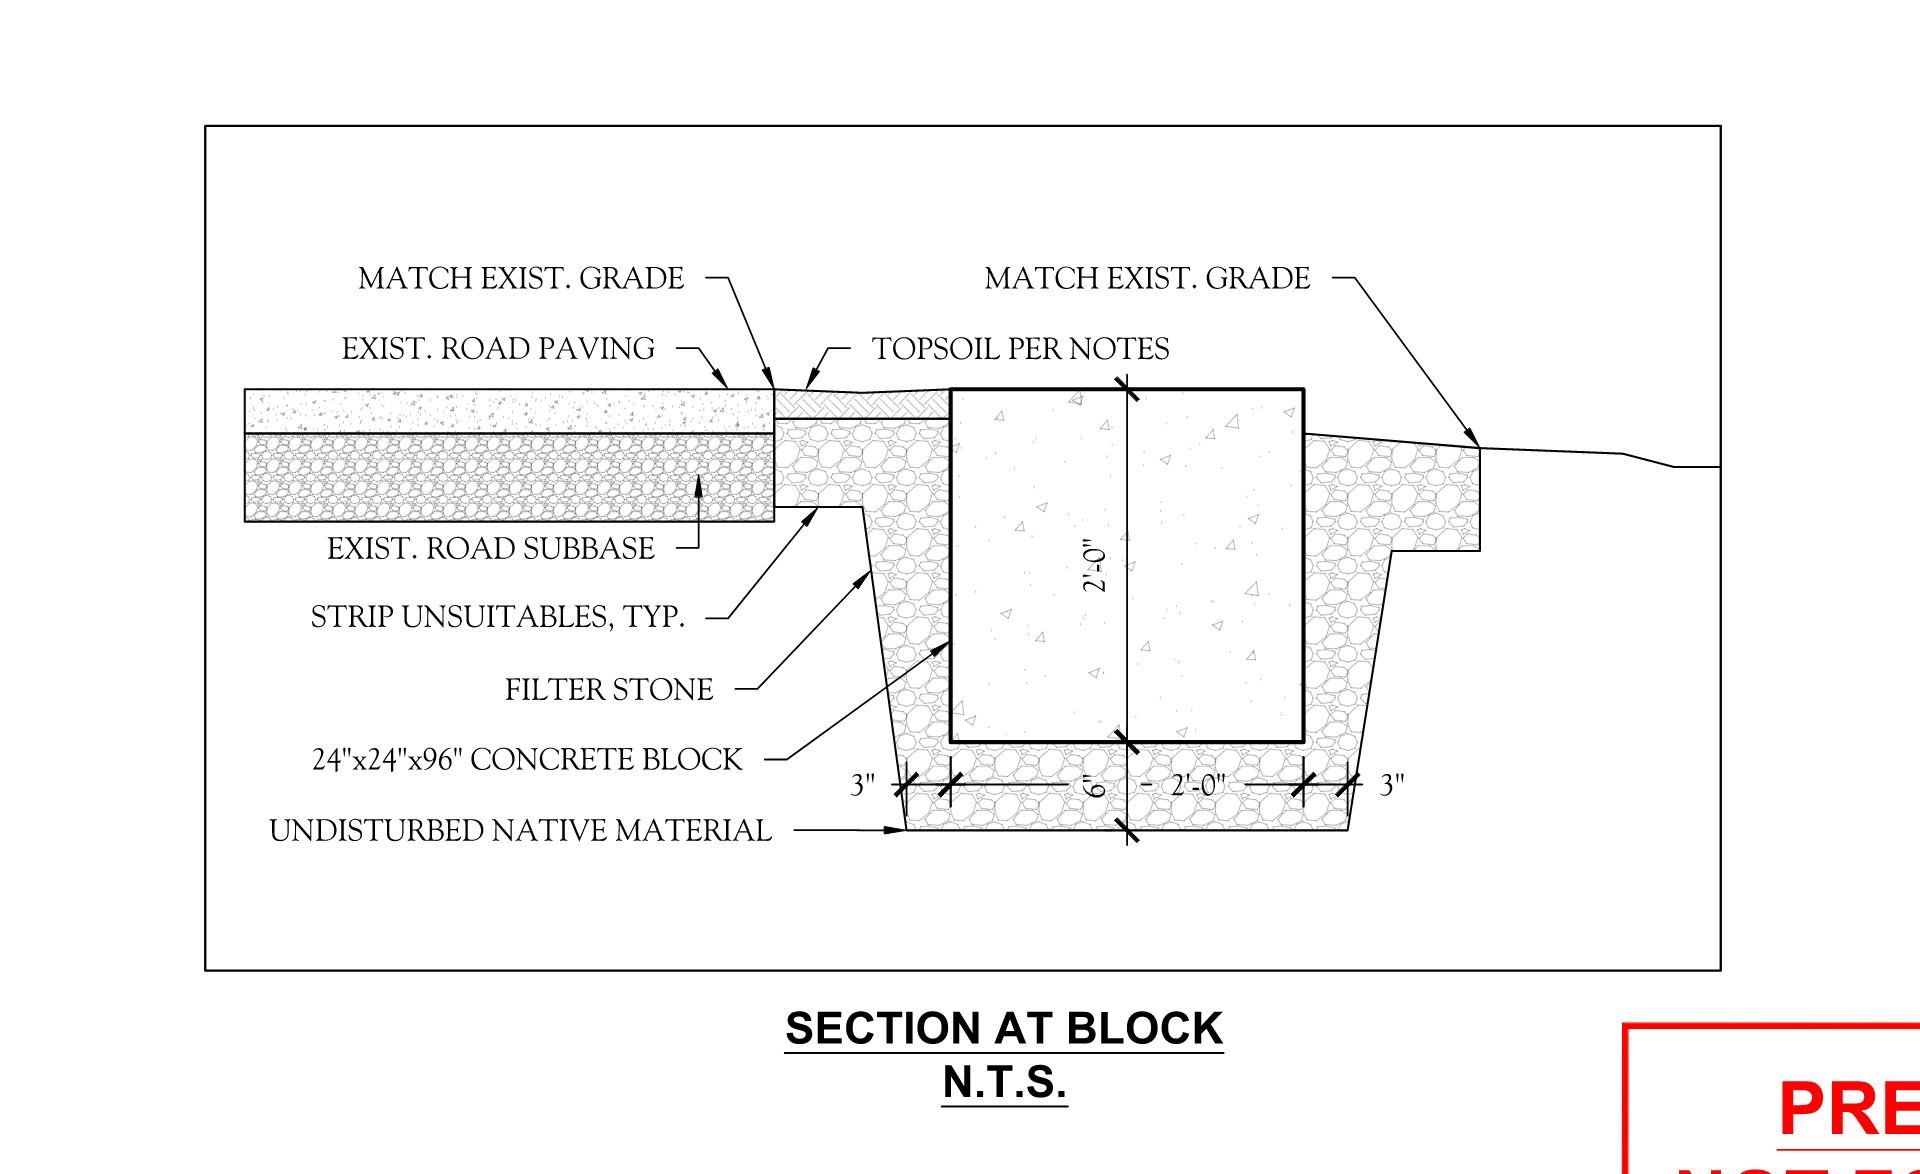 MATCH EXIST. GRADE
MATCH EXIST. GRADE
EXIST. ROAD PAVING
TOPSOIL PER NOTES
EXIST. ROAD SUBBASE
2'-0"
STRIP UNSUITABLES, TYP.
FILTER STONE
24"x24"x96" CONCRETE BLOCK
3"
6"
2'-0"
3"
UNDISTURBED NATIVE MATERIAL
SECTION AT BLOCK
N.T.S.
PRE